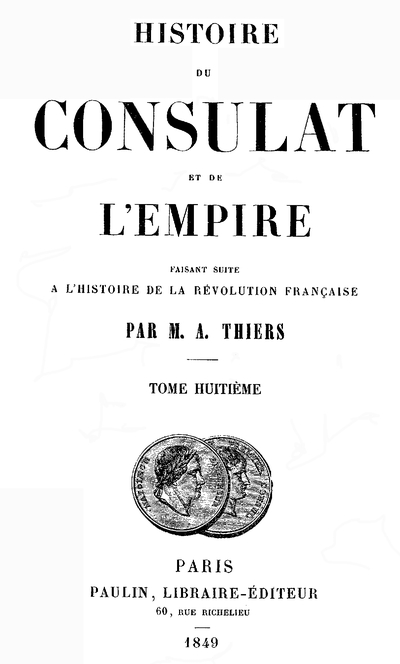 HISTOIRE
DU
CONSULAT
ET DE
L'EMPIRE
FAISANT SUITE
A L'HISTOIRE DE LA RÉVOLUTION FRANÇAISE
PAR M. A. THIERS
TOME HUITIÈME
NAPOLEON
PARIS
PAULIN, LIBRAIRE-ÉDITEUR
60, RUE RICHELIEU
1849